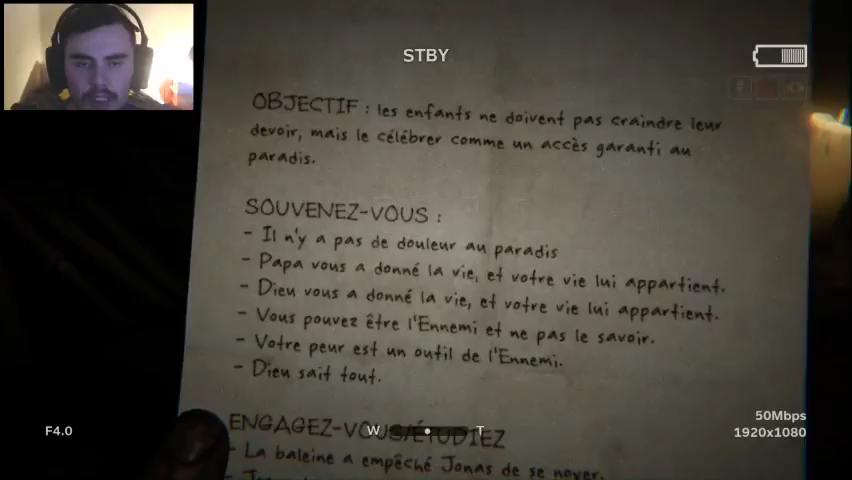 STBY
OBJECTIF : les enfants ne doivent pas craindre leur
devoir, mais le célébrer comme un accès garanti au
paradis.
SOUVENEZ-VOUS :
- Il n'y a pas de douleur au paradis
- Papa vous a donné la vie, et votre vie lui appartient.
- Dieu vous a donné la vie, et votre vie lui appartient.
- Vous pouvez être l'Ennemi et ne pas le savoir.
- Votre peur est un outil de l'Ennemi.
- Dieu sait tout.
ENGAGEZ-VOUS/ÉTUDIEZ
- La baleine a empêché Jonas de se noyer.
F4.0
W
T
50Mbps
1920x1080